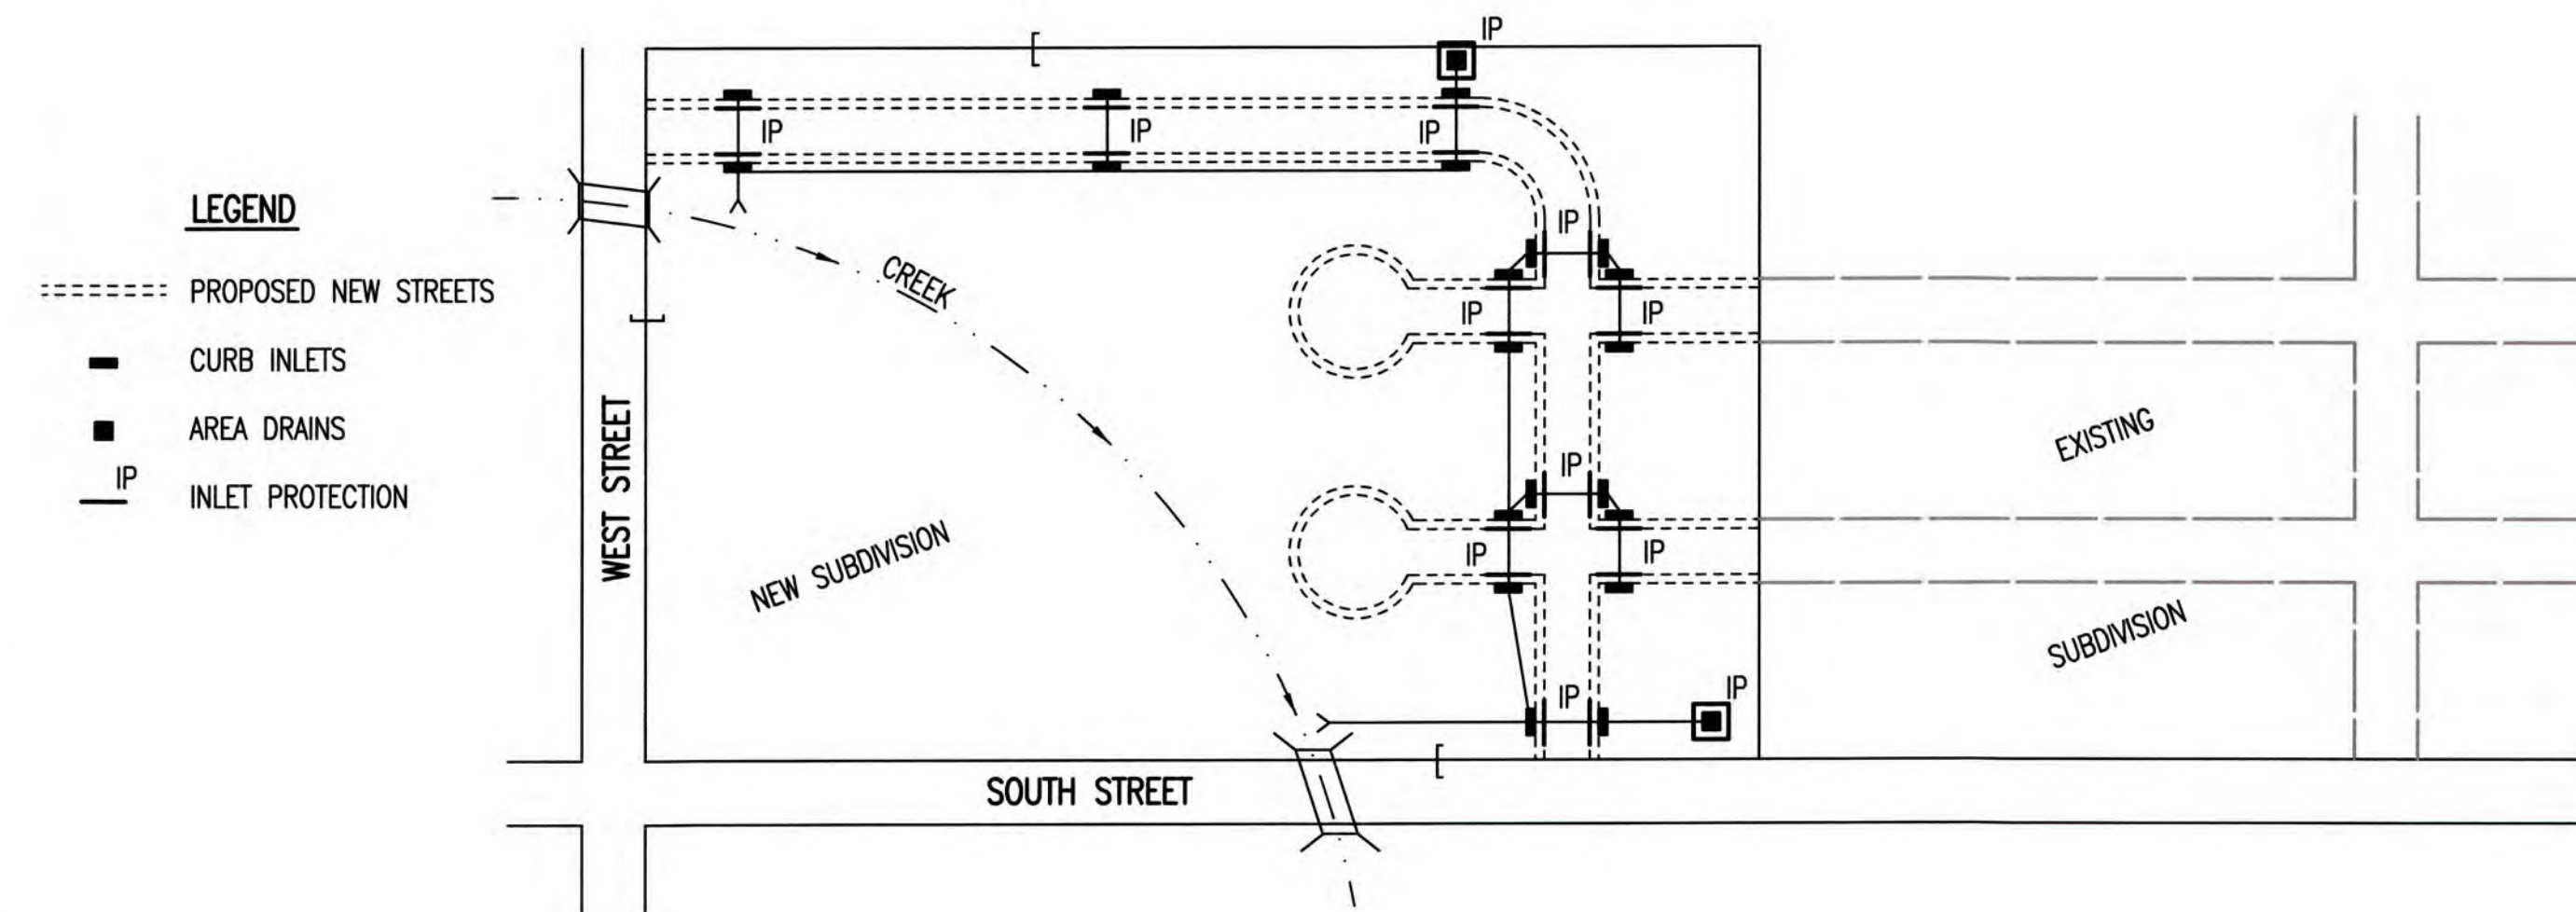 IP
IP
IP
IP
LEGEND
PROPOSED NEW STREETS
CURB INLETS
AREA DRAINS
IP
INLET PROTECTION
WEST STREET
CREEK
NEW SUBDIVISION
IP
IP
IP
IP
IP
IP
IP
IP
SOUTH STREET
EXISTING
SUBDIVISION